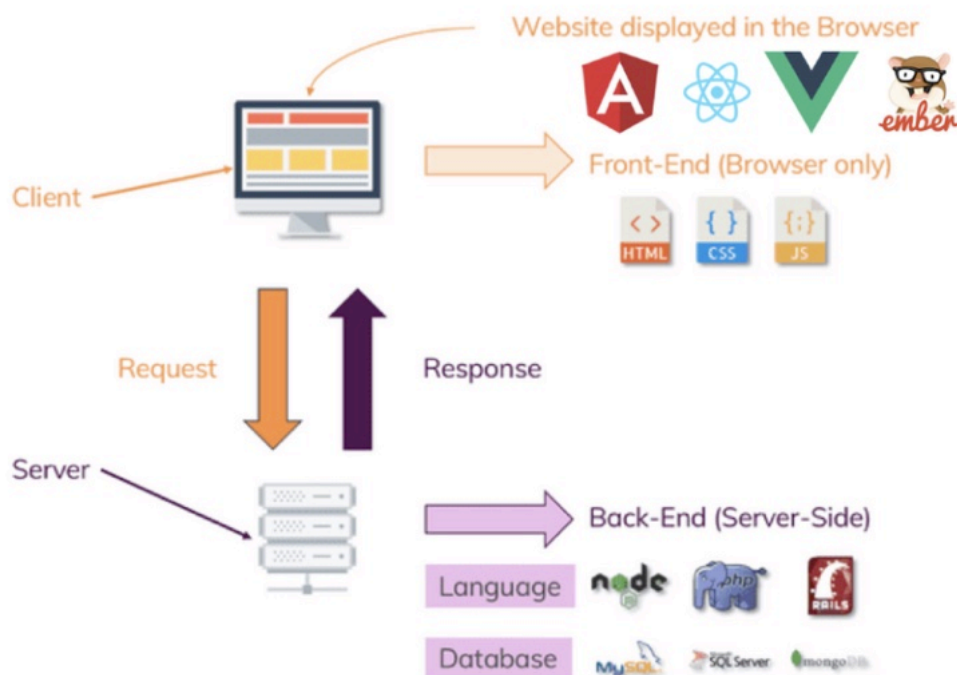 Website displayed in the Browser
A
ember
Client
Front-End (Browser only)
< >
{ }
{;}
HTML
CSS
JS
Request
Response
Server
Back-End (Server-Side)
Language
node
JS
php
RAILS
Database
MySQL
SQL Server
mongoDB